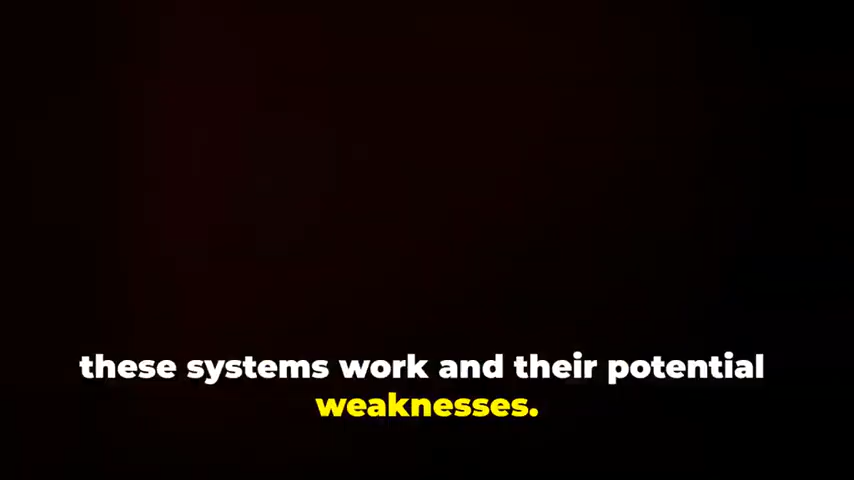 these systems work and their potential
weaknesses.